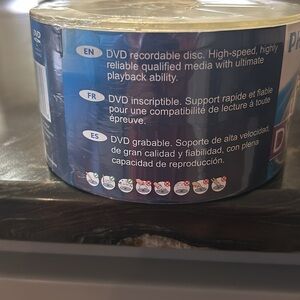 EN DVD recordable disc. High-speed, highly
reliable qualified media with ultimate
playback ability.
FR DVD inscriptible. Support rapide et fiable
pour une compatibilité de lecture à toute
épreuve.
ES DVD grabable. Soporte de alta velocidad,
de gran calidad y fiabilidad, con plena
capacidad de reproducción.